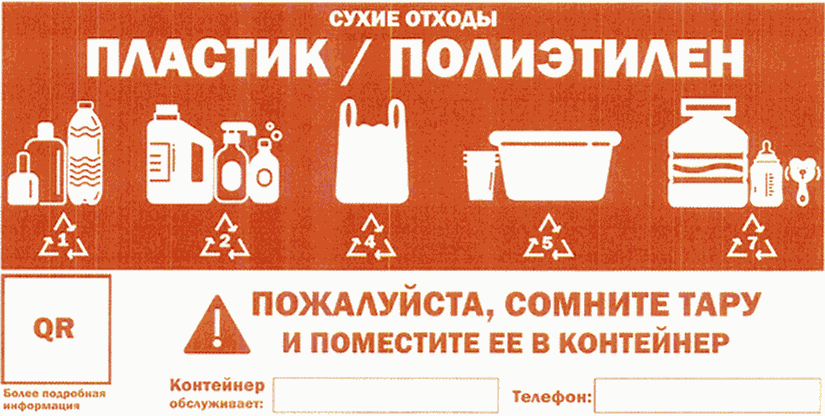 СУХИЕ ОТХОДЫ
ПЛАСТИК / ПОЛИЭТИЛЕН
1 2 4 5 7
QR
ПОЖАЛУЙСТА, СОМНИТЕ ТАРУ
И ПОМЕСТИТЕ ЕЕ В КОНТЕЙНЕР
Более подробная
информация
Контейнер
обслуживает:
Телефон: